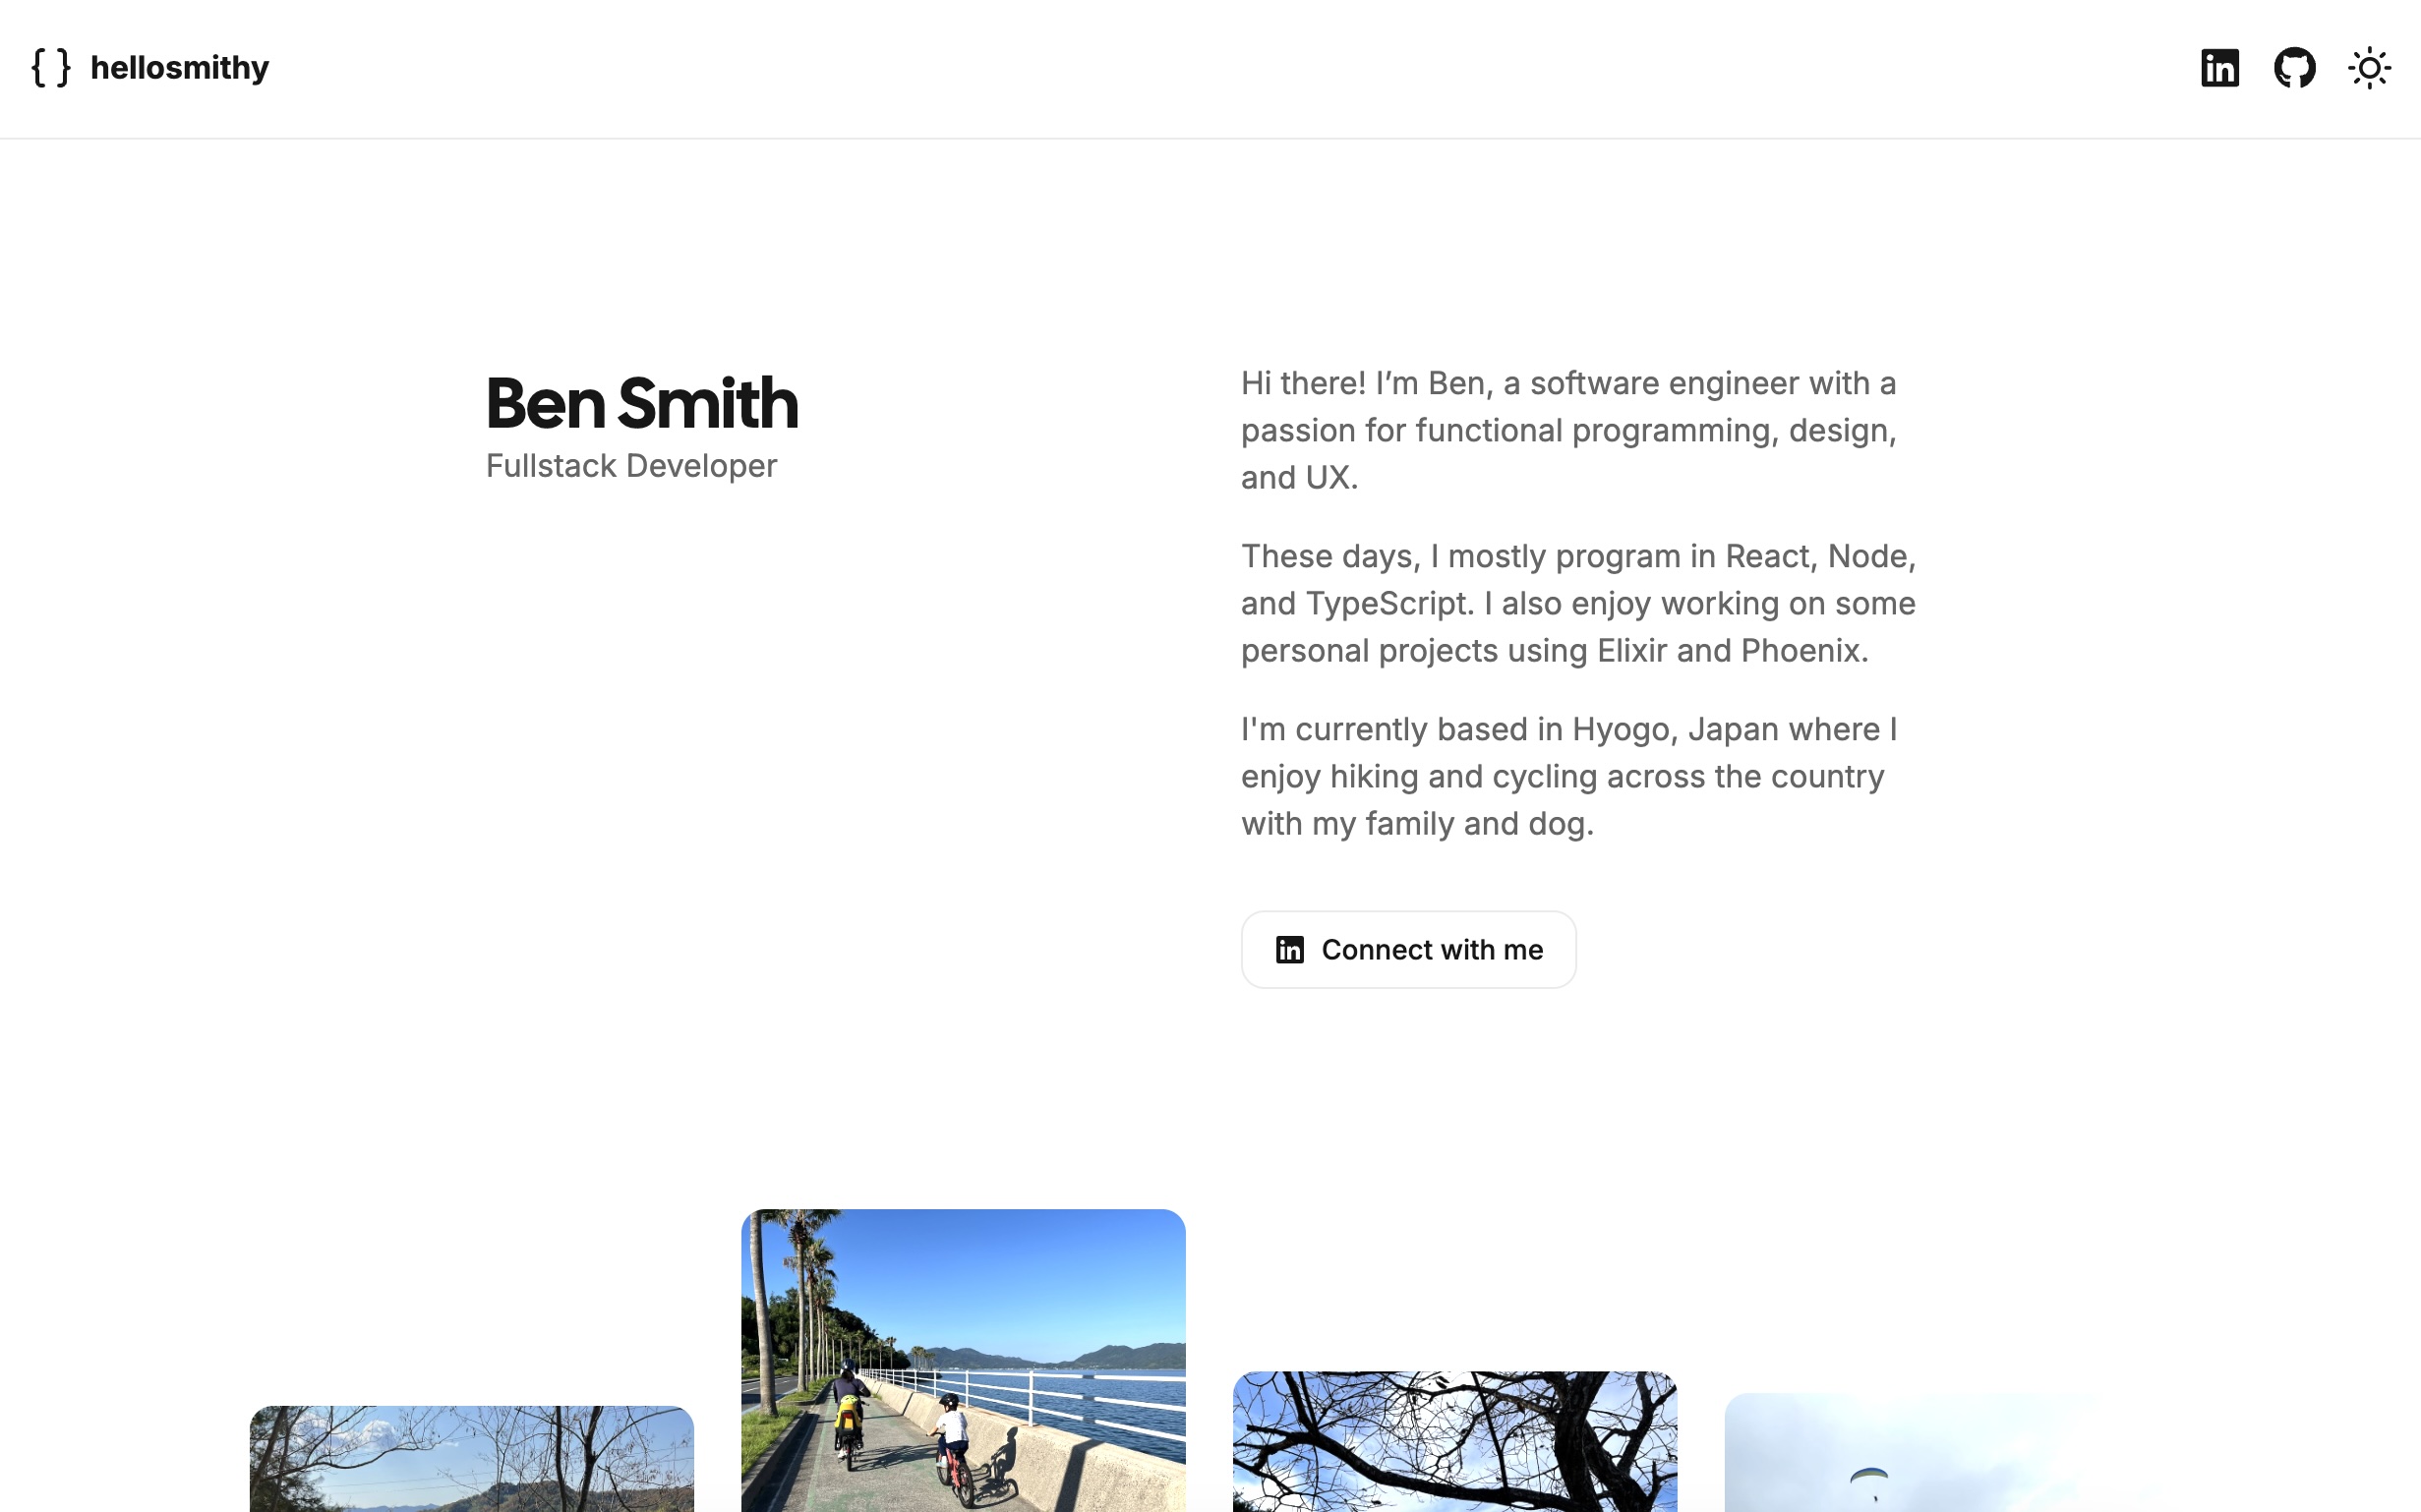 { } hellosmithy
Ben Smith
Fullstack Developer
Hi there! I’m Ben, a software engineer with a
passion for functional programming, design,
and UX.
These days, I mostly program in React, Node,
and TypeScript. I also enjoy working on some
personal projects using Elixir and Phoenix.
I'm currently based in Hyogo, Japan where I
enjoy hiking and cycling across the country
with my family and dog.
in Connect with me